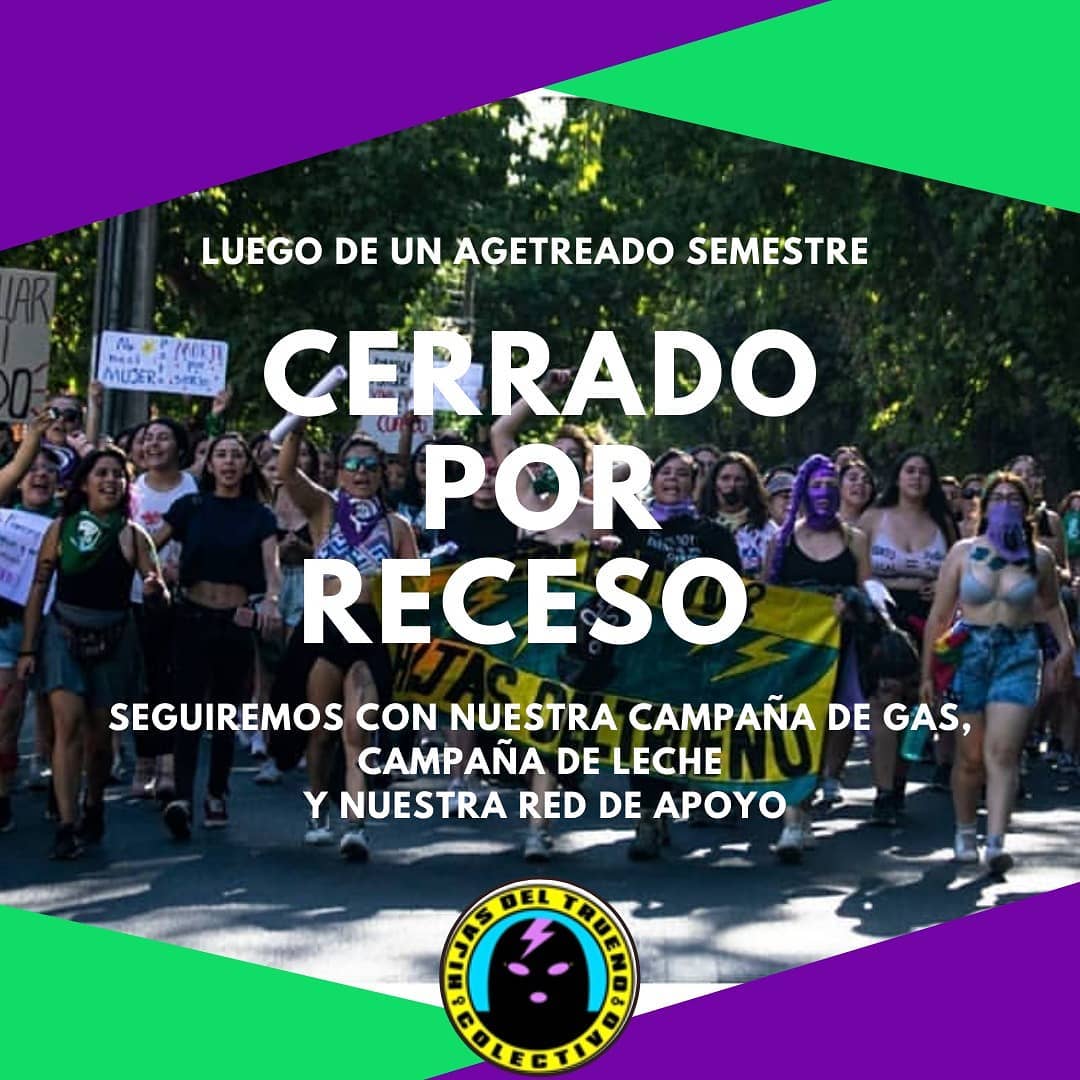 LUEGO DE UN AGETREADO SEMESTRE
CERRADO
POR
RECESO
SEGUIREMOS CON NUESTRA CAMPAÑA DE GAS,
CAMPAÑA DE LECHE
Y NUESTRA RED DE APOYO
MUJER
HIJAS DEL TRUENO
COLECTIVO